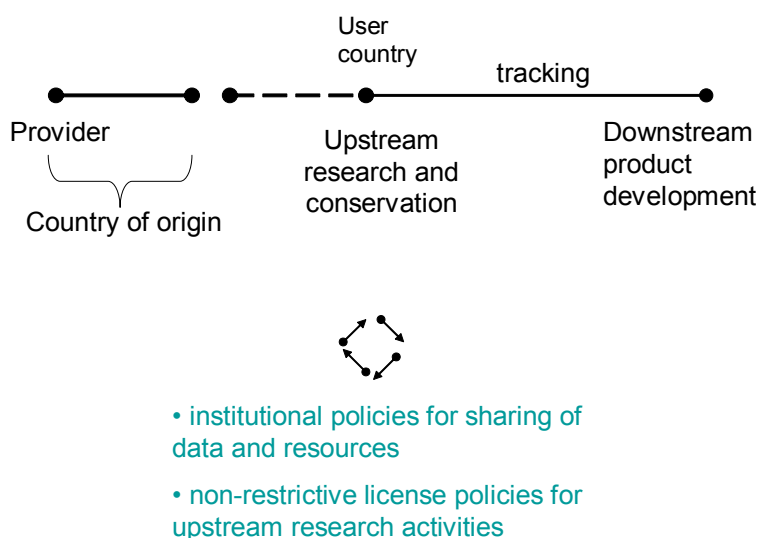 User
country
tracking
Provider
Upstream
research and
conservation
Downstream
product
development
Country of origin
• institutional policies for sharing of
data and resources
• non-restrictive license policies for
upstream research activities